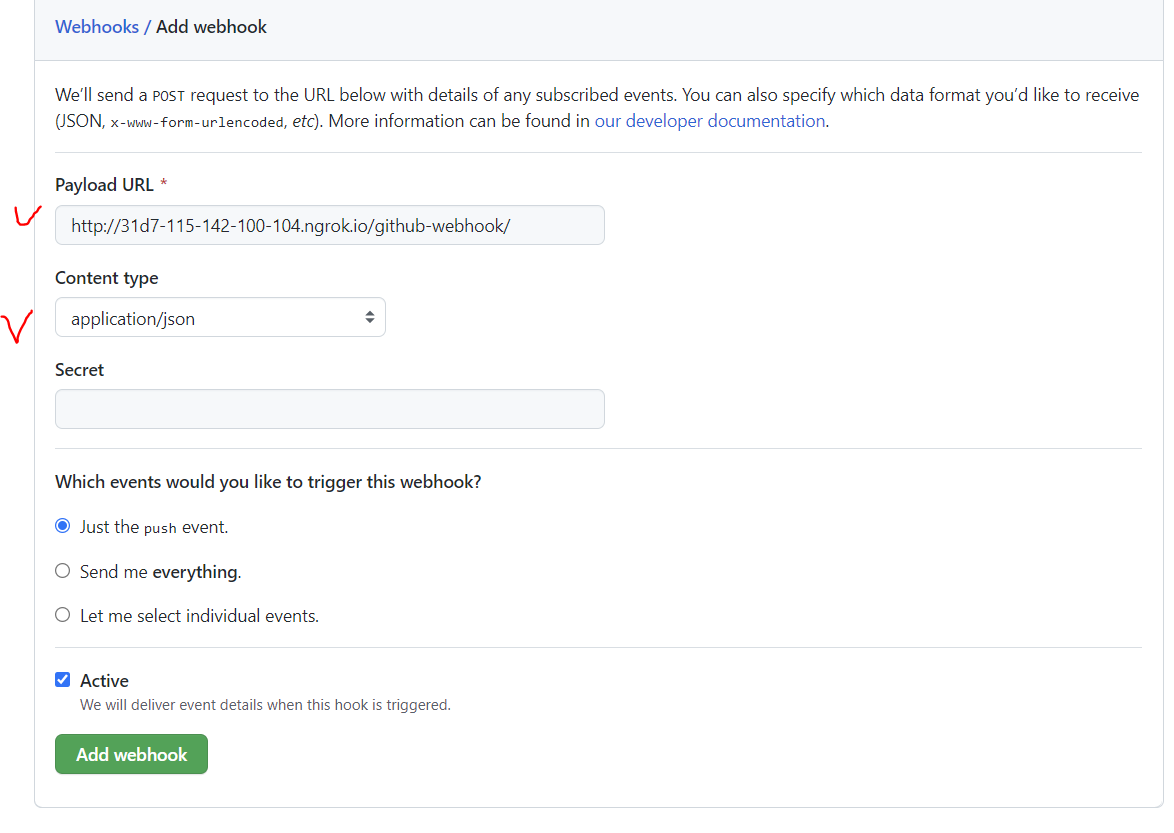 Webhooks / Add webhook
We’ll send a POST request to the URL below with details of any subscribed events. You can also specify which data format you’d like to receive
(JSON, x-www-form-urlencoded, etc). More information can be found in our developer documentation.
Payload URL *
http://31d7-115-142-100-104.ngrok.io/github-webhook/
Content type
application/json
Secret
Which events would you like to trigger this webhook?
Just the push event.
Send me everything.
Let me select individual events.
Active
We will deliver event details when this hook is triggered.
Add webhook